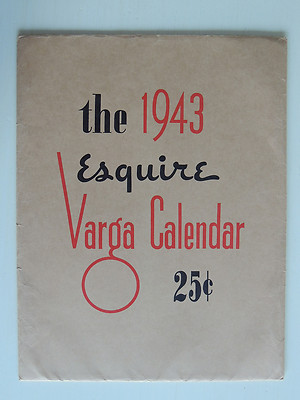 the 1943
Esquire
Varga Calendar
25¢